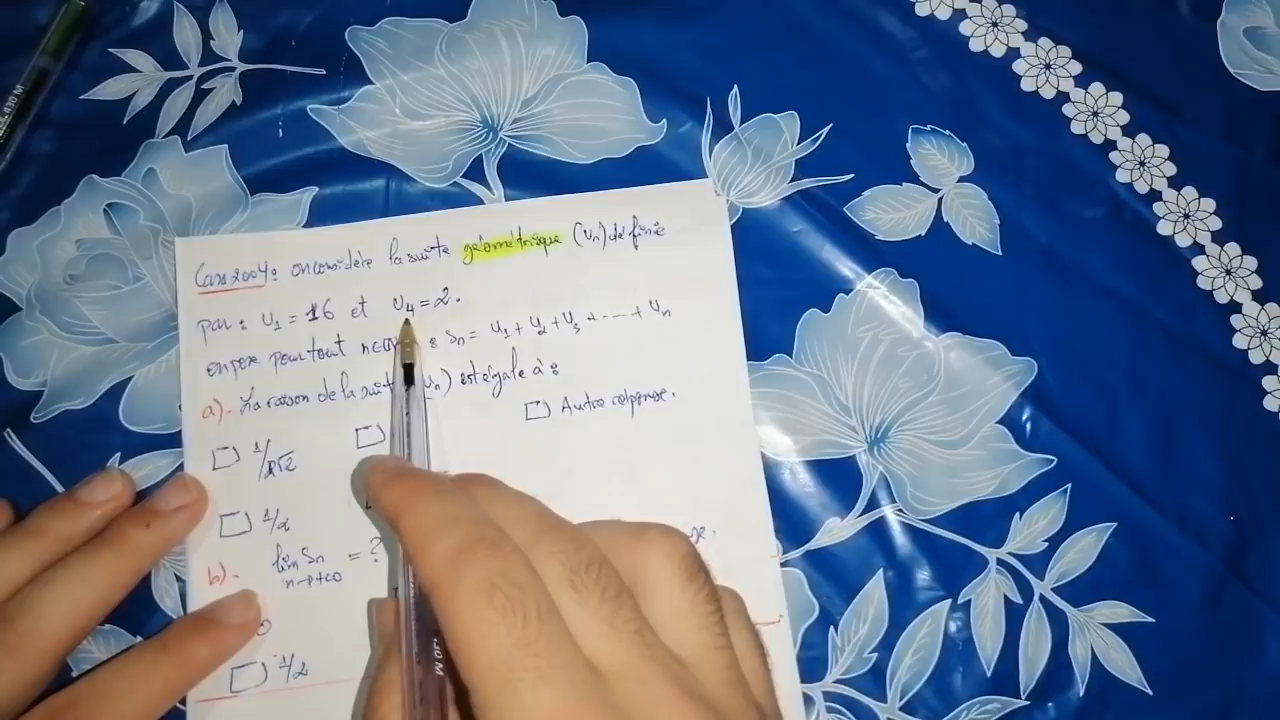 Casa 2004: on considère la suite géométrique (Un) définie
par: U1 = 16 et U4 = 2.
on pose pour tout n∈ : Sn = U1 + U2 + U3 + ---- + Un
a)- La raison de la suite Un) est égale à:
□ 1/2√2 □ □ Autre réponse.
□ 1/2
b)- lim Sn = ?
n→+∞
□ 1/2